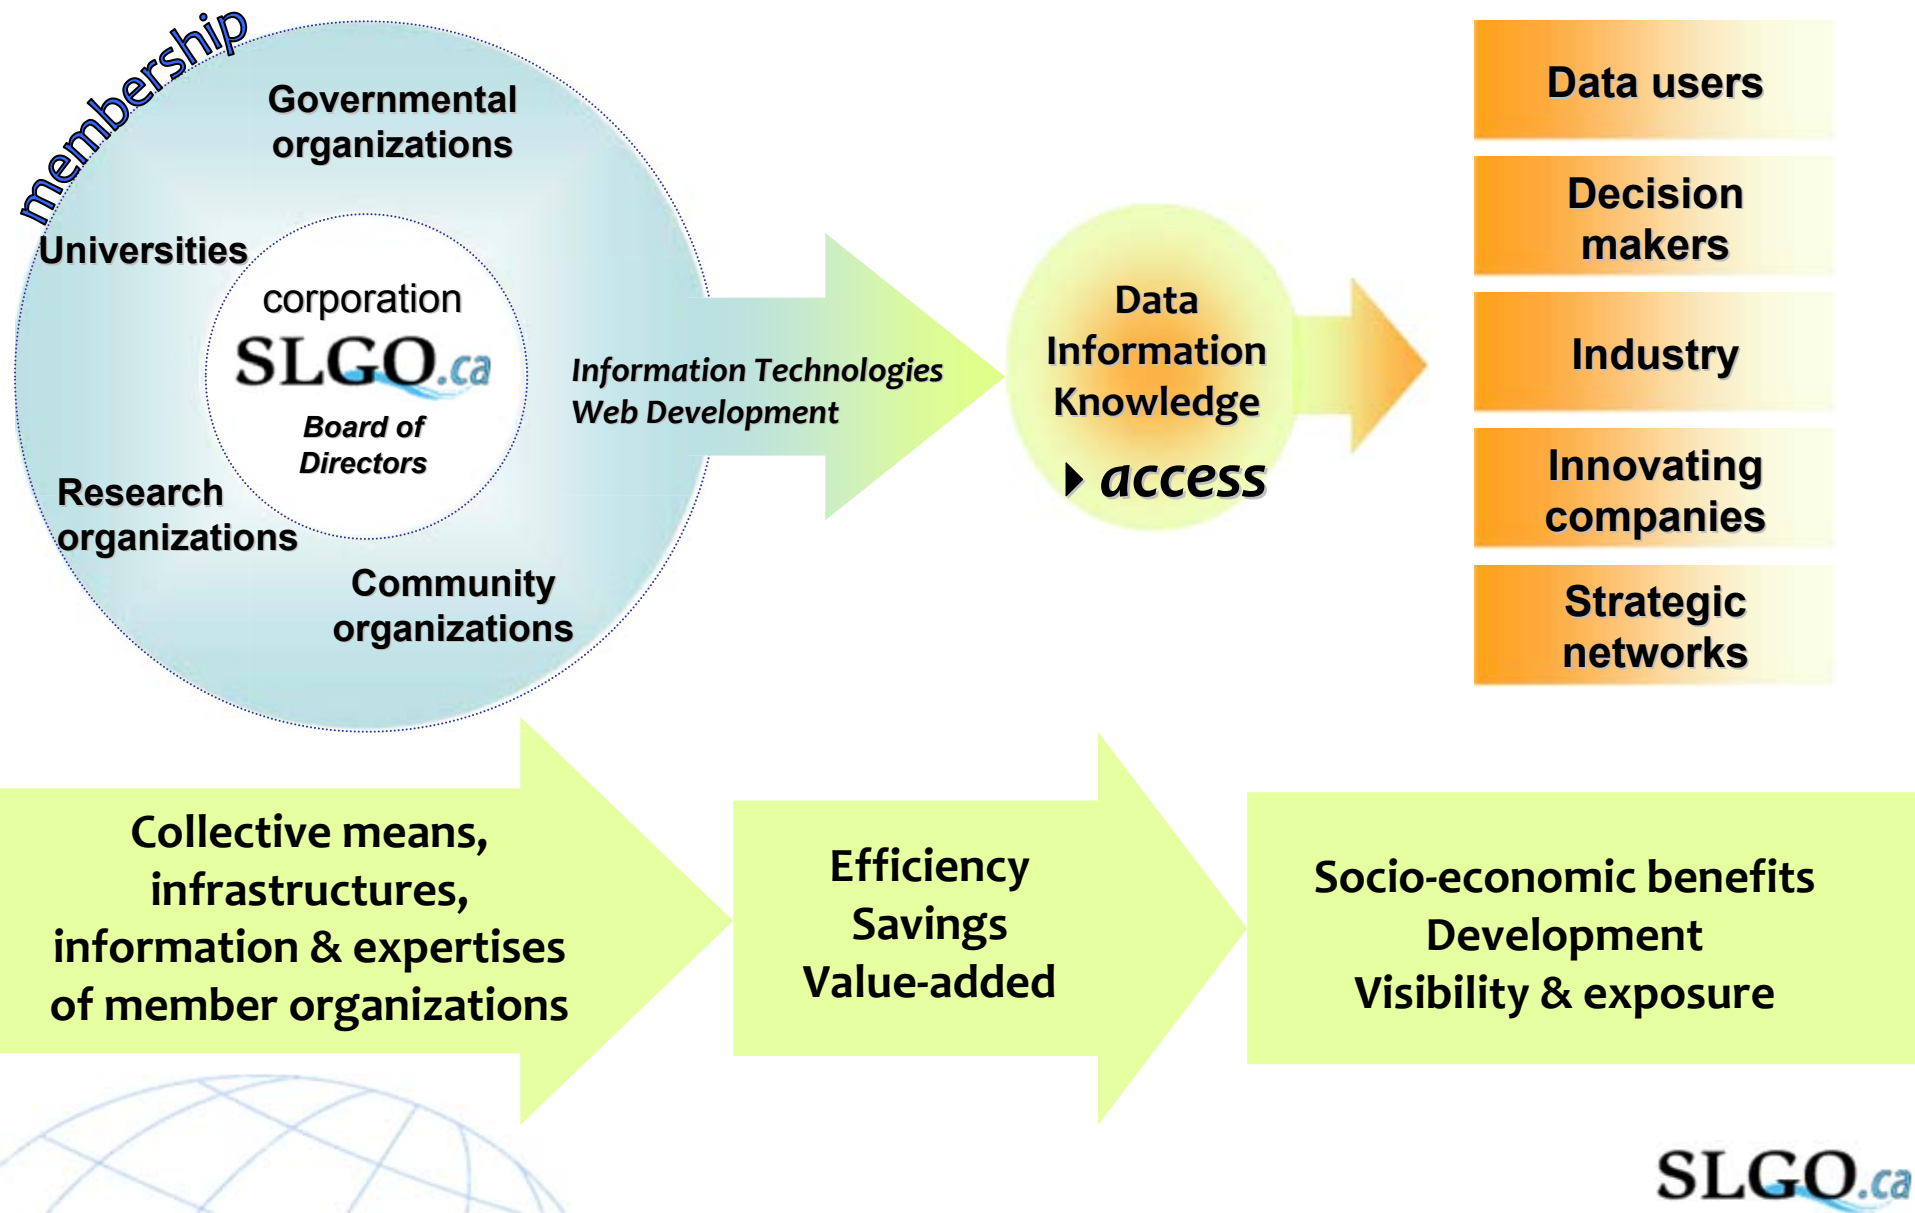 membership
Governmental
organizations
Universities
corporation
SLGO.ca
Board of
Directors
Research
organizations
Community
organizations
Information Technologies
Web Development
Data
Information
Knowledge
access
Data users
Decision
makers
Industry
Innovating
companies
Strategic
networks
Collective means,
infrastructures,
information & expertises
of member organizations
Efficiency
Savings
Value-added
Socio-economic benefits
Development
Visibility & exposure
SLGO.ca